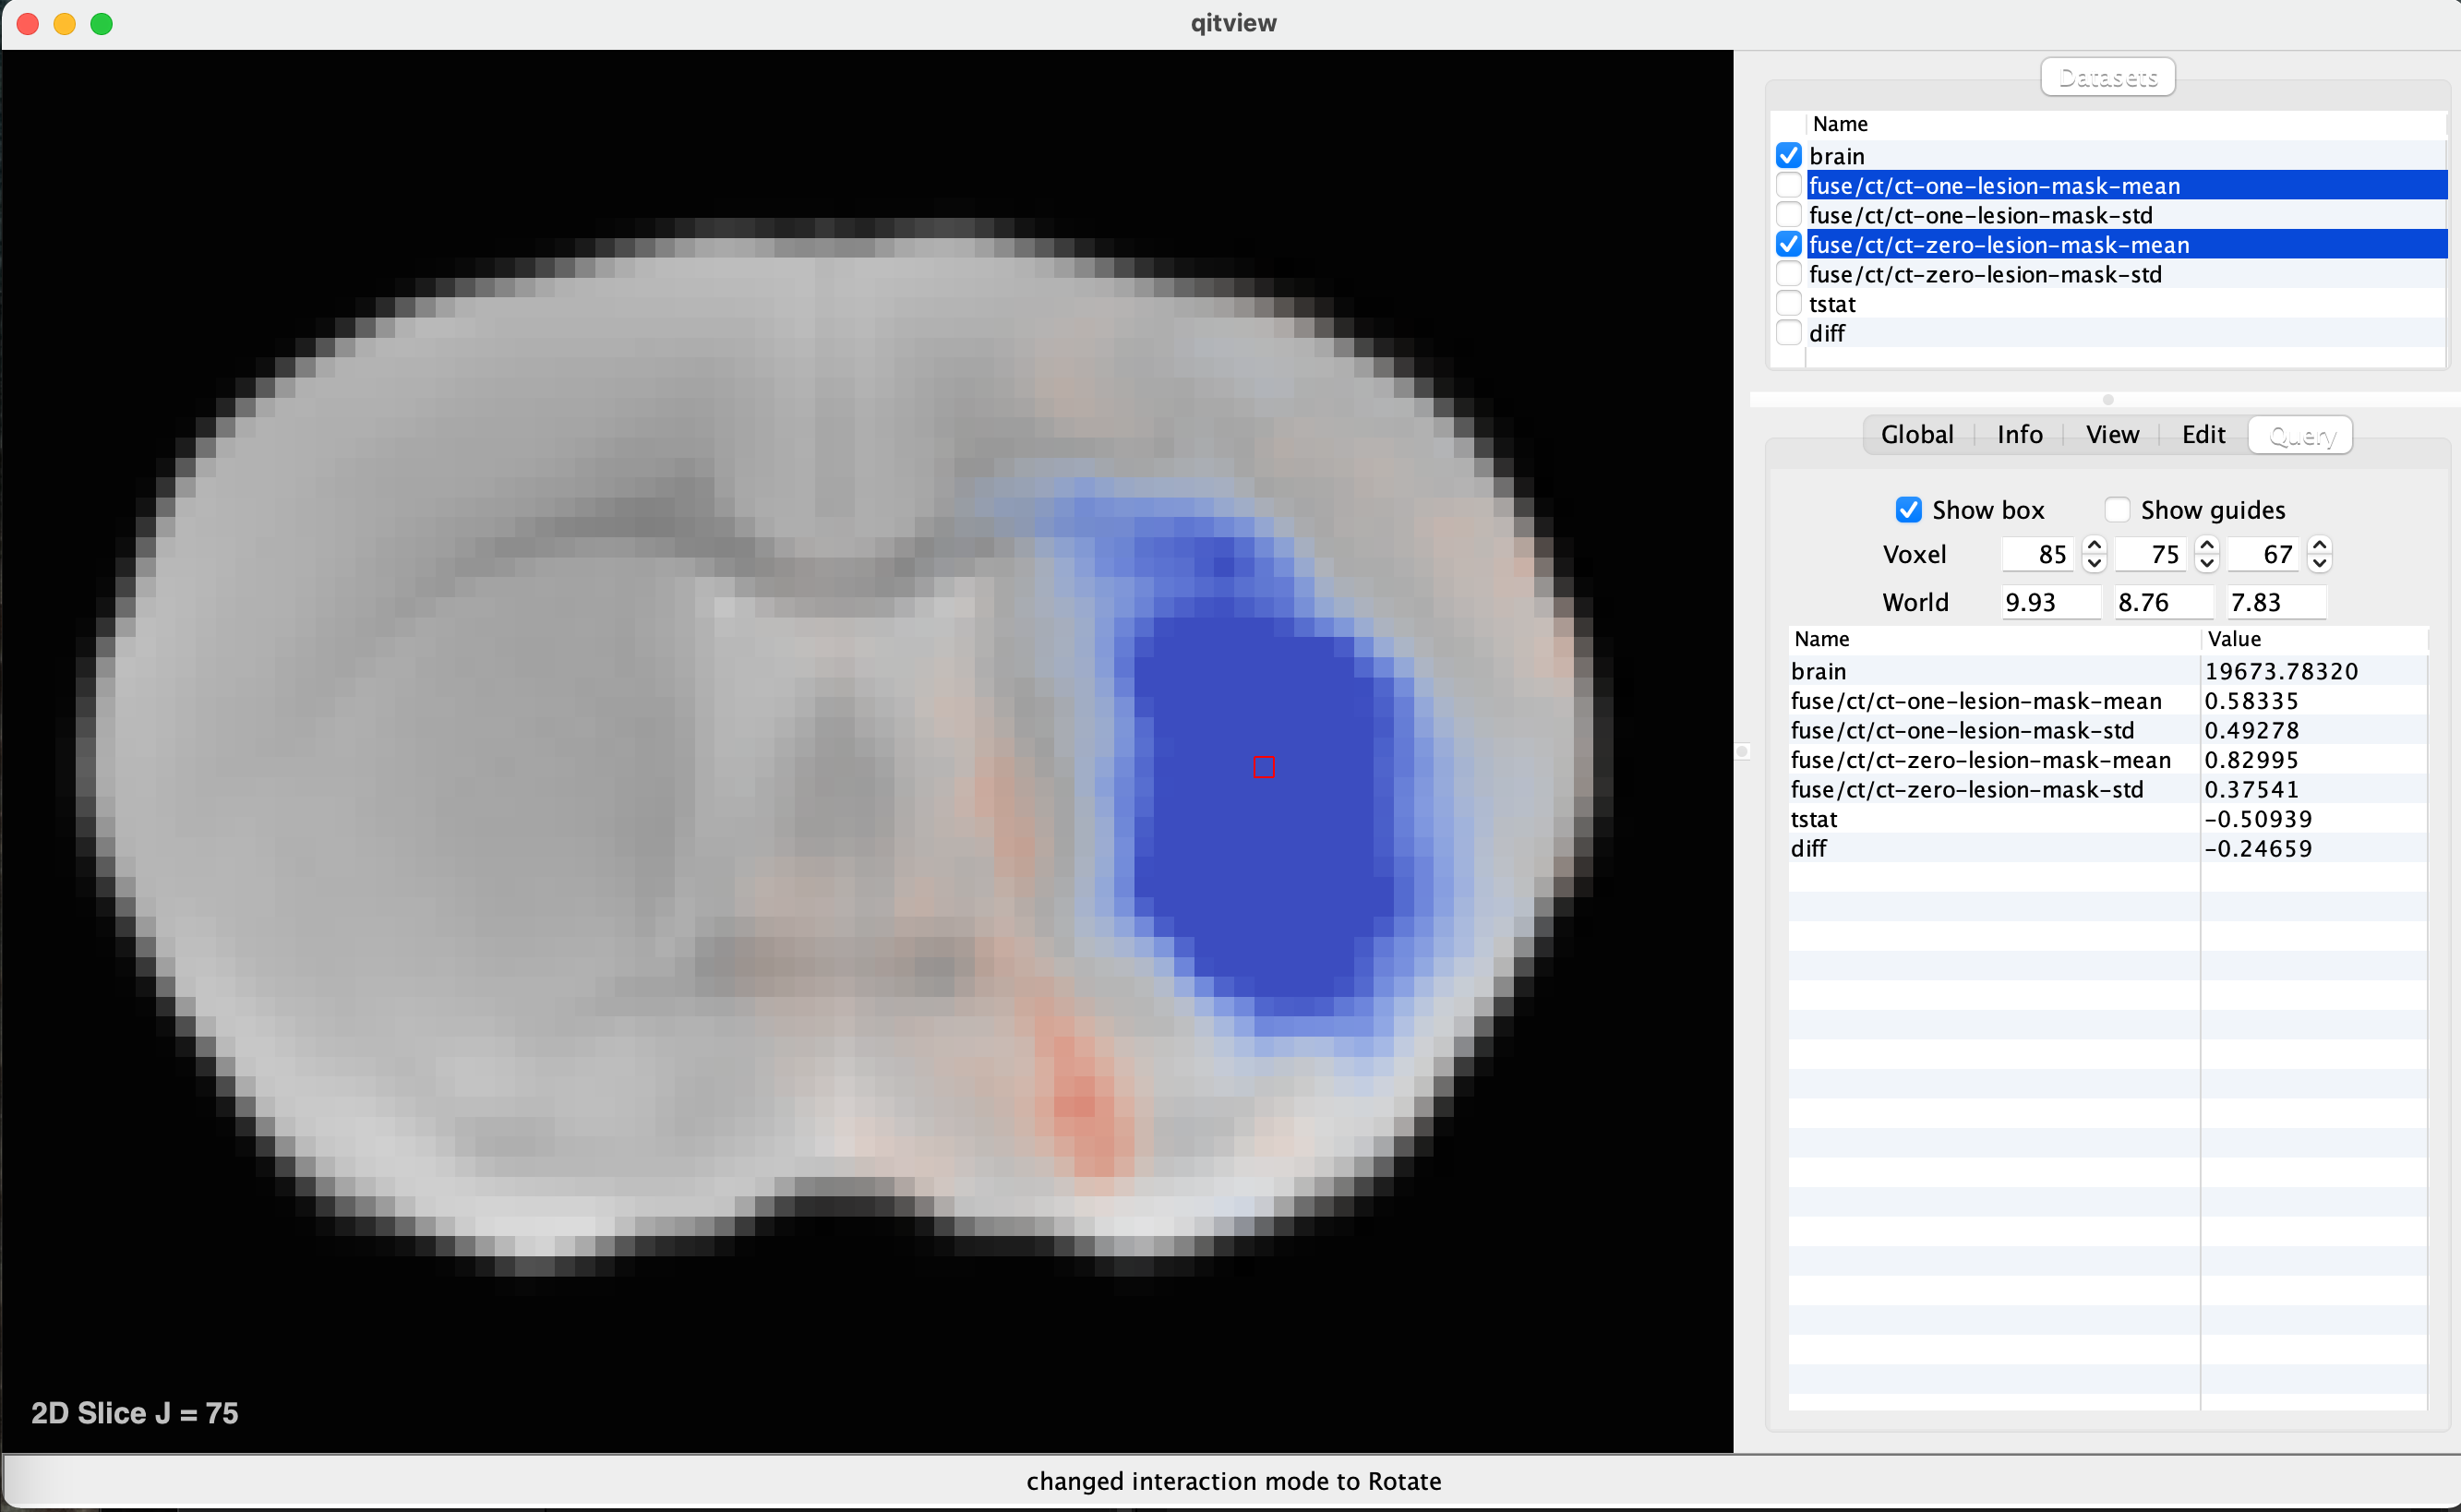 qitview
Datasets
Name
brain
fuse/ct/ct-one-lesion-mask-mean
fuse/ct/ct-one-lesion-mask-std
fuse/ct/ct-zero-lesion-mask-mean
fuse/ct/ct-zero-lesion-mask-std
tstat
diff
Global Info View Edit Query
Show box Show guides
Voxel 85 75 67
World 9.93 8.76 7.83
Name Value
brain 19673.78320
fuse/ct/ct-one-lesion-mask-mean 0.58335
fuse/ct/ct-one-lesion-mask-std 0.49278
fuse/ct/ct-zero-lesion-mask-mean 0.82995
fuse/ct/ct-zero-lesion-mask-std 0.37541
tstat -0.50939
diff -0.24659
2D Slice J = 75
changed interaction mode to Rotate